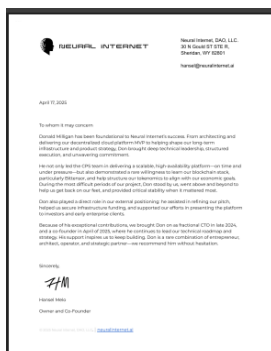 NEURAL INTERNET
Neural Internet, DAO, LLC
30 N Gould ST STE R,
Sheridan, WY 82801
hansel@neuralinternet.ai
April 17, 2025
To whom it may concern:
Donald Milligan has been foundational to Neural Internet's success. From architecting and
delivering our decentralized cloud platform MVP to helping shape our long-term
infrastructure and product strategy, Don brought deep technical leadership, structured
execution, and unwavering commitment.
He not only led the CPS team in delivering a scalable, high-availability platform—on time and
under pressure—but also demonstrated a new willingness to learn our blockchain stack,
particularly Bittensor, and help structure our tokenomics to align with our economic goals.
During the most difficult periods of our project, Don stood by us, went above and beyond to
help us get back on our feet, and provided critical stability when it mattered most.
Don also played a direct role in our external positioning: he assisted in refining our pitch,
helped us secure infrastructure funding, and supported our efforts in presenting the platform
to investors and early enterprise clients.
Because of his exceptional contributions, we brought Don on as fractional CTO in late 2024,
and a co-founder in April of 2025, where he continues to lead our technical roadmap and
strategy. His support inspires us to keep building. Don is a rare combination of entrepreneur,
architect, operator, and strategic partner—we recommend him without hesitation.
Sincerely,
Hansel Melo
Owner and Co-Founder
neuralinternet.ai